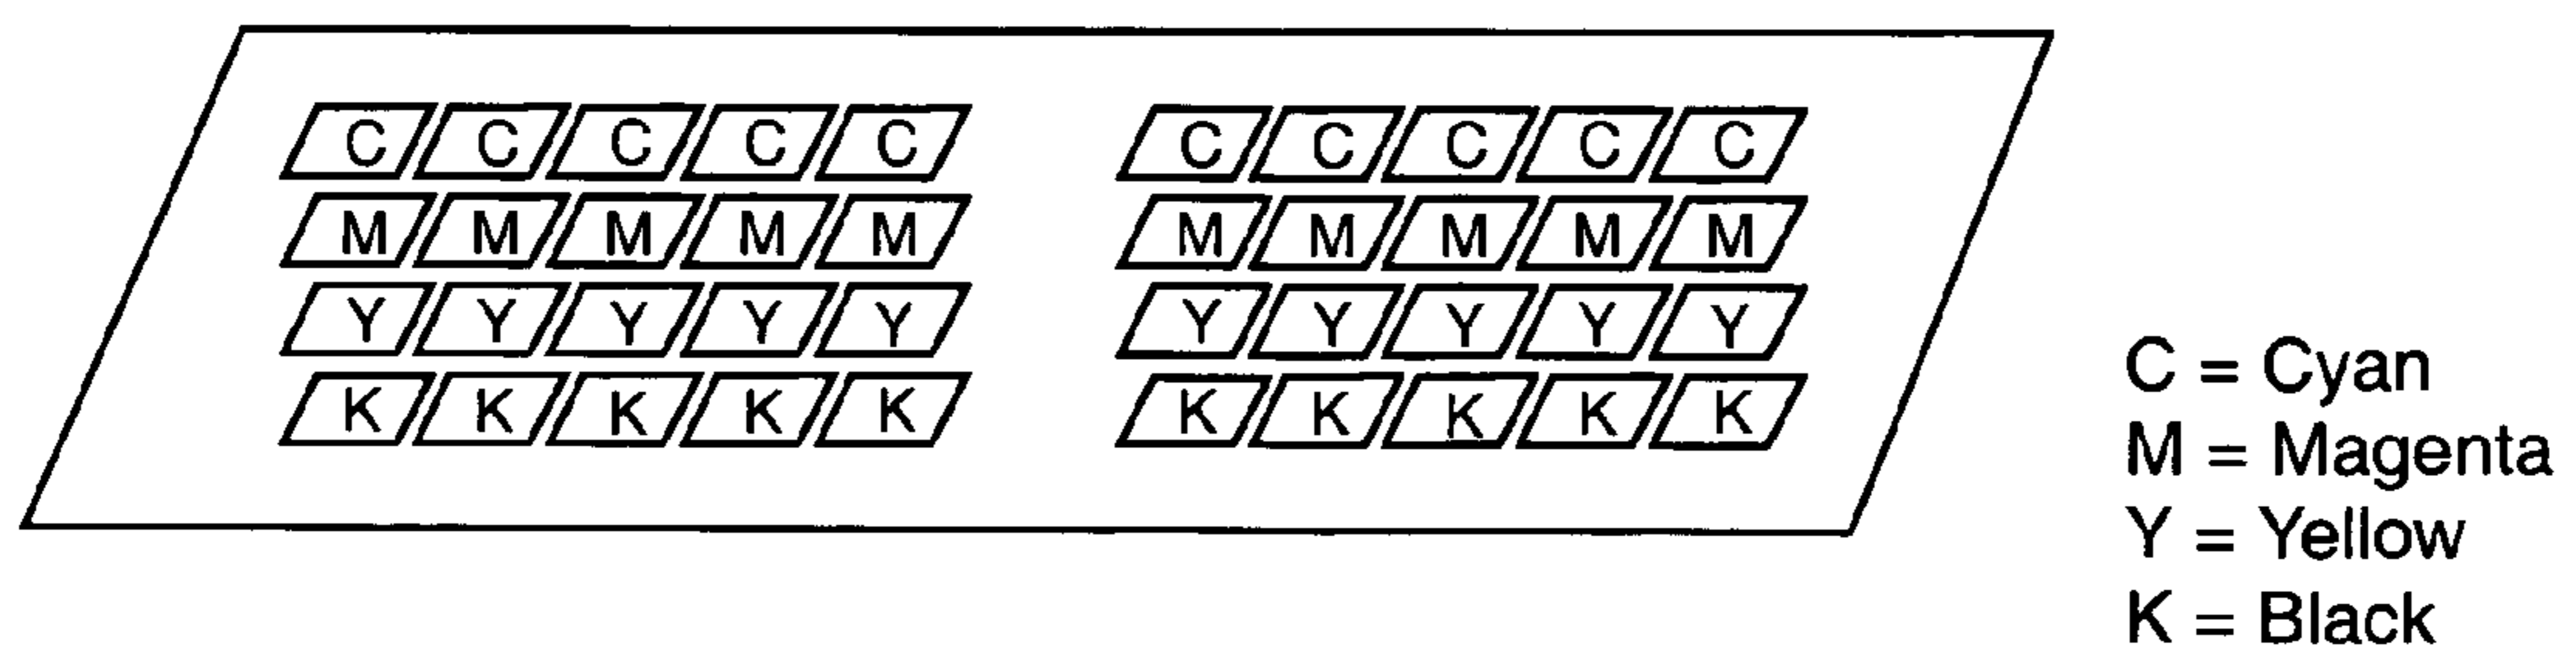 C C C C C C C C C C
M M M M M M M M M M
Y Y Y Y Y Y Y Y Y Y
K K K K K K K K K K
C = Cyan
M = Magenta
Y = Yellow
K = Black